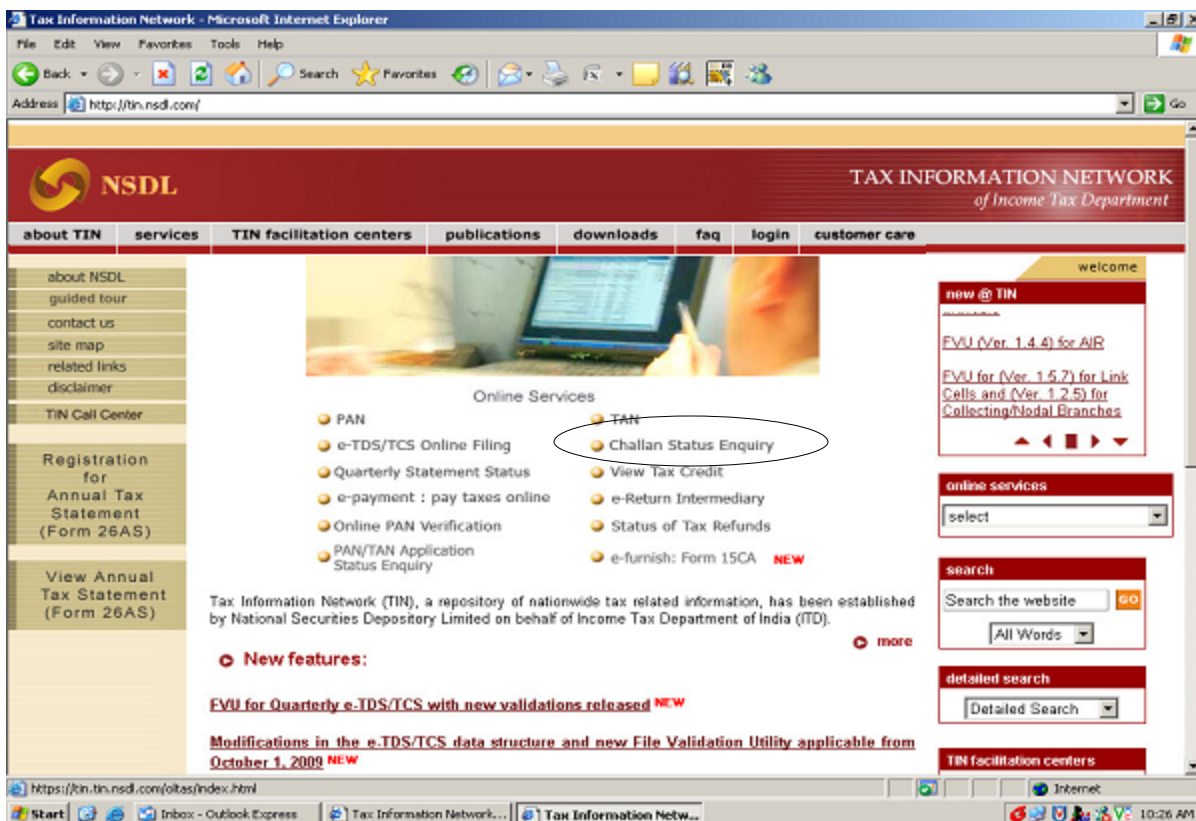 Tax Information Network - Microsoft Internet Explorer
File Edit View Favorites Tools Help
Back Search Favorites
Address http://tin.nsdl.com/ Go
NSDL
TAX INFORMATION NETWORK
of Income Tax Department
about TIN services TIN facilitation centers publications downloads faq login customer care
about NSDL
guided tour
contact us
site map
related links
disclaimer
TIN Call Center
Registration
for
Annual Tax
Statement
(Form 26AS)
View Annual
Tax Statement
(Form 26AS)
Online Services
PAN TAN
e-TDS/TCS Online Filing Challan Status Enquiry
Quarterly Statement Status View Tax Credit
e-payment : pay taxes online e-Return Intermediary
Online PAN Verification Status of Tax Refunds
PAN/TAN Application
Status Enquiry
e-furnish: Form 15CA NEW
Tax Information Network (TIN), a repository of nationwide tax related information, has been established
by National Securities Depository Limited on behalf of Income Tax Department of India (ITD).
more
New features:
FVU for Quarterly e-TDS/TCS with new validations released NEW
Modifications in the e-TDS/TCS data structure and new File Validation Utility applicable from
October 1, 2009 NEW
welcome
new @ TIN
FVU (Ver. 1.4.4) for AIR
FVU for (Ver. 1.5.7) for Link
Cells and (Ver. 1.2.5) for
Collecting/Nodal Branches
online services
select
search
Search the website GO
All Words
detailed search
Detailed Search
TIN facilitation centers
https://tin.tin.nsdl.com/oltas/index.html Internet
Start Inbox - Outlook Express Tax Information Network... Tax Information Netw... 10:26 AM